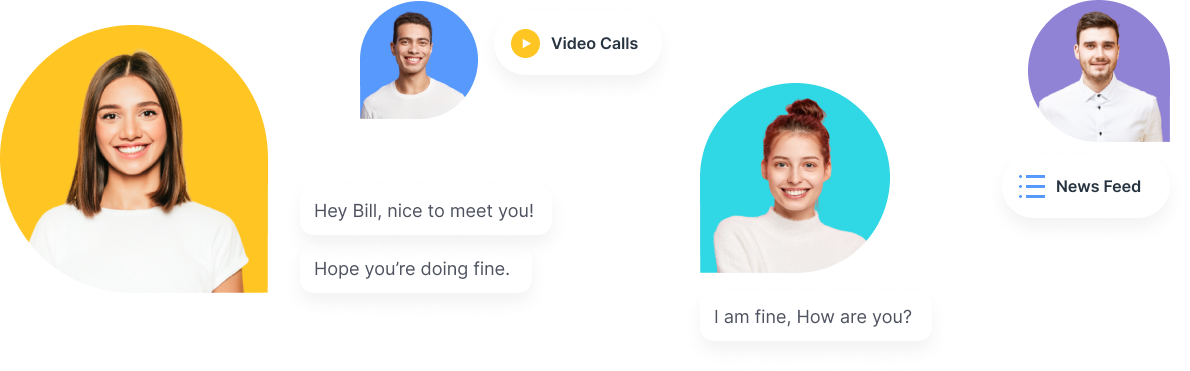 Video Calls
Hey Bill, nice to meet you!
Hope you’re doing fine.
News Feed
I am fine, How are you?